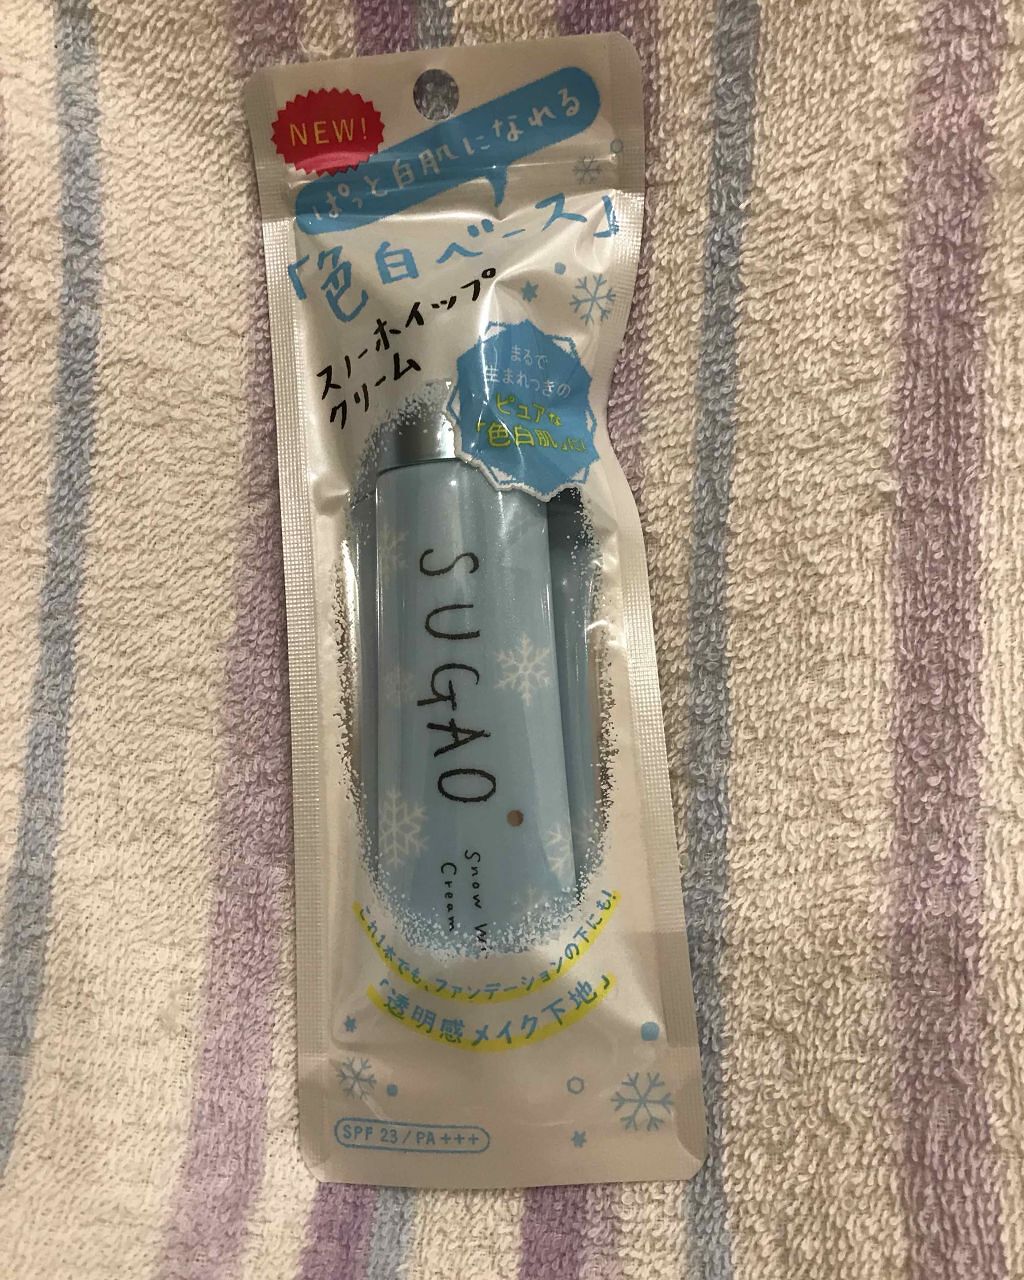 NEW!
ぱっと白肌になれる
「色白ベース」
スノーホイップ
クリーム
まるで
生まれつきの
ピュアな
「色白肌」に!
SUGAO
Snow W
Cream
これ1本でも、ファンデーションの下にも!
「透明感メイク下地」
SPF 23/PA+++